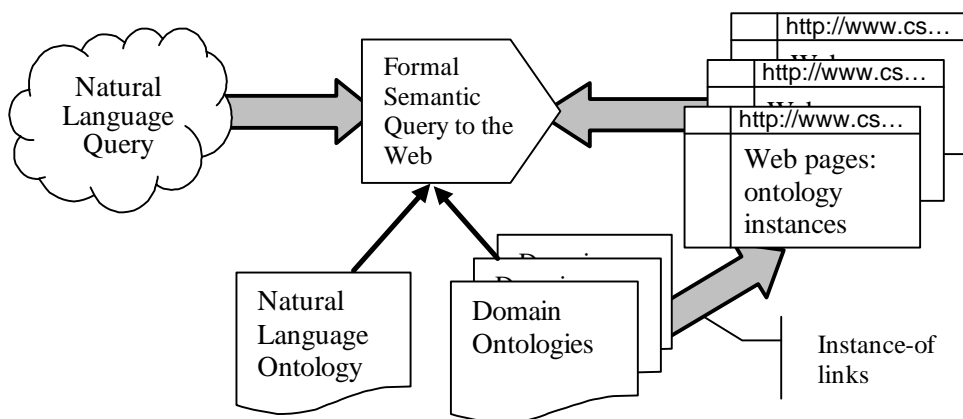 Natural
Language
Query
Formal
Semantic
Query to the
Web
http://www.cs…
http://www.cs…
http://www.cs…
Web pages:
ontology
instances
Natural
Language
Ontology
Domain
Ontologies
Instance-of
links